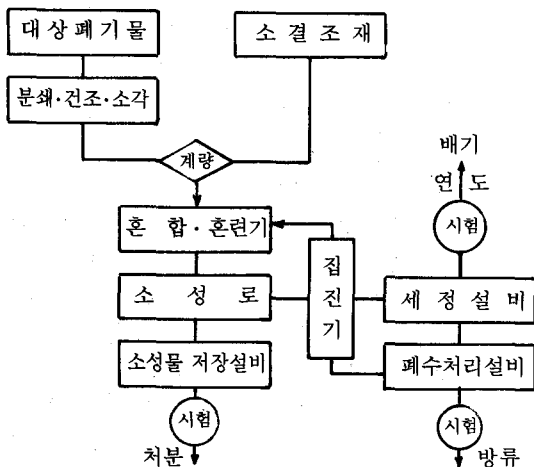 대상폐기물
소결조재
분쇄·건조·소각
계량
배기
연도
시험
혼합·혼련기
집진기
소성로
세정설비
소성물 저장설비
폐수처리설비
시험
시험
처분
방류